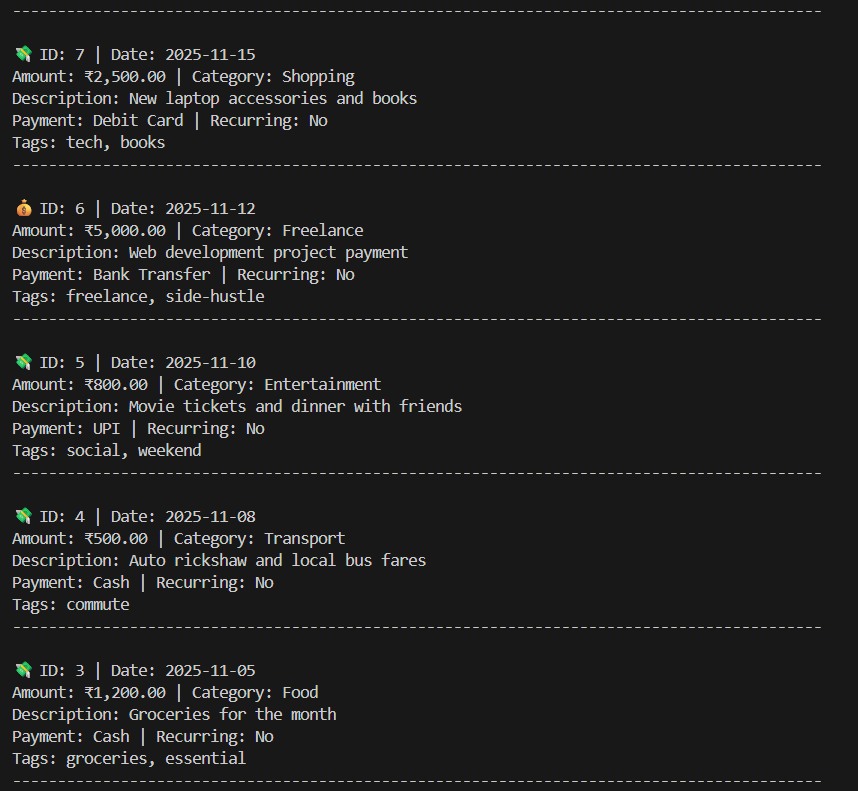 ------------------------------------------------------------------------------------------
💸 ID: 7 | Date: 2025-11-15
Amount: ₹2,500.00 | Category: Shopping
Description: New laptop accessories and books
Payment: Debit Card | Recurring: No
Tags: tech, books
------------------------------------------------------------------------------------------
💰 ID: 6 | Date: 2025-11-12
Amount: ₹5,000.00 | Category: Freelance
Description: Web development project payment
Payment: Bank Transfer | Recurring: No
Tags: freelance, side-hustle
------------------------------------------------------------------------------------------
💸 ID: 5 | Date: 2025-11-10
Amount: ₹800.00 | Category: Entertainment
Description: Movie tickets and dinner with friends
Payment: UPI | Recurring: No
Tags: social, weekend
------------------------------------------------------------------------------------------
💸 ID: 4 | Date: 2025-11-08
Amount: ₹500.00 | Category: Transport
Description: Auto rickshaw and local bus fares
Payment: Cash | Recurring: No
Tags: commute
------------------------------------------------------------------------------------------
💸 ID: 3 | Date: 2025-11-05
Amount: ₹1,200.00 | Category: Food
Description: Groceries for the month
Payment: Cash | Recurring: No
Tags: groceries, essential
------------------------------------------------------------------------------------------